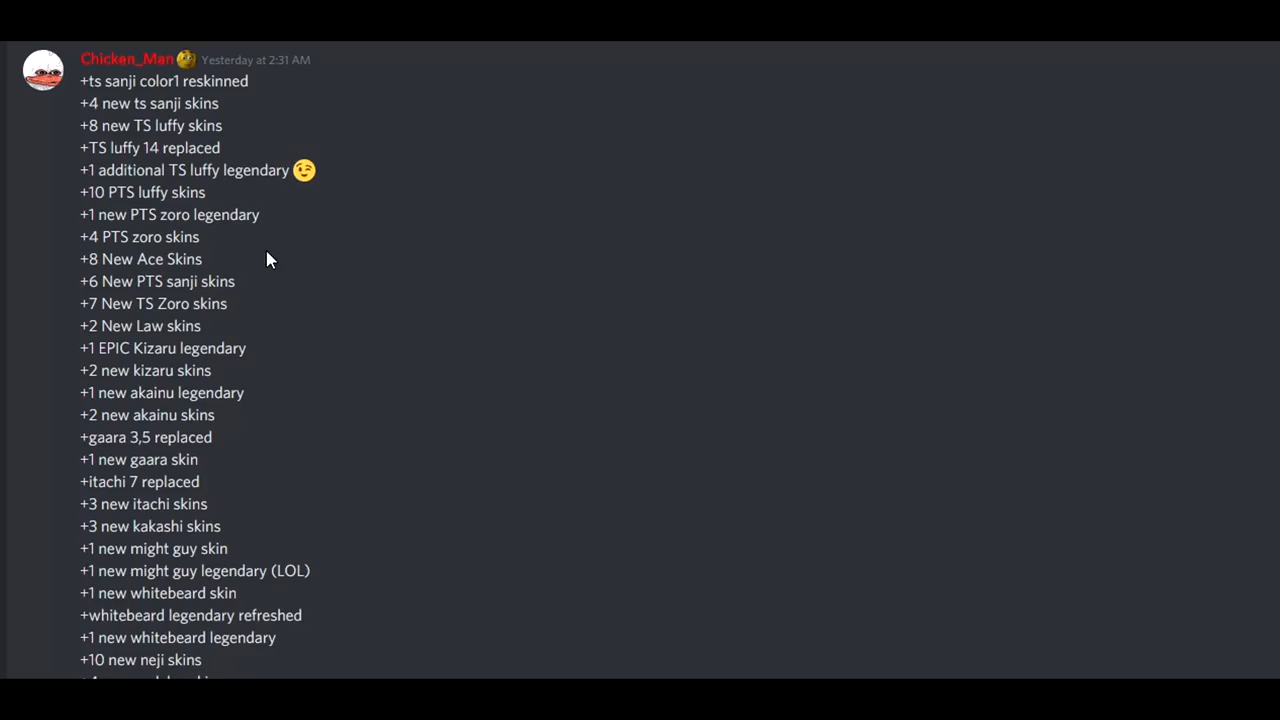 Chicken_Man Yesterday at 2:31 AM
+ts sanji color1 reskinned
+4 new ts sanji skins
+8 new TS luffy skins
+TS luffy 14 replaced
+1 additional TS luffy legendary 😉
+10 PTS luffy skins
+1 new PTS zoro legendary
+4 PTS zoro skins
+8 New Ace Skins
+6 New PTS sanji skins
+7 New TS Zoro skins
+2 New Law skins
+1 EPIC Kizaru legendary
+2 new kizaru skins
+1 new akainu legendary
+2 new akainu skins
+gaara 3,5 replaced
+1 new gaara skin
+itachi 7 replaced
+3 new itachi skins
+3 new kakashi skins
+1 new might guy skin
+1 new might guy legendary (LOL)
+1 new whitebeard skin
+whitebeard legendary refreshed
+1 new whitebeard legendary
+10 new neji skins